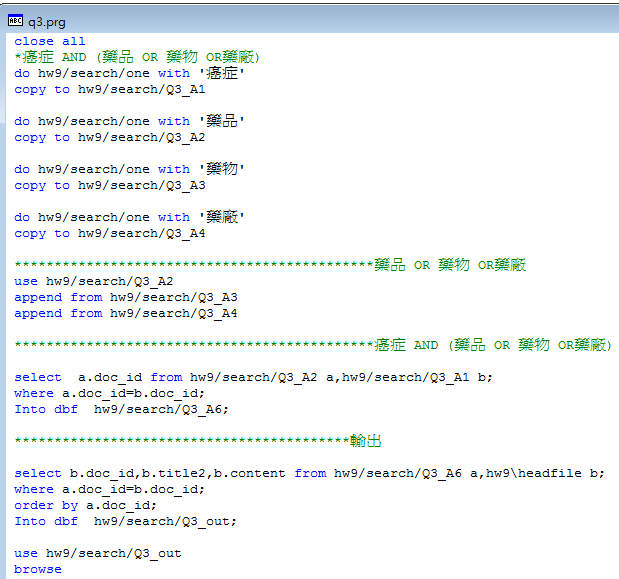 q3.prg
close all
*癌症 AND (藥品 OR 藥物 OR藥廠)
do hw9/search/one with '癌症'
copy to hw9/search/Q3_A1
do hw9/search/one with '藥品'
copy to hw9/search/Q3_A2
do hw9/search/one with '藥物'
copy to hw9/search/Q3_A3
do hw9/search/one with '藥廠'
copy to hw9/search/Q3_A4
*********************************************藥品 OR 藥物 OR藥廠
use hw9/search/Q3_A2
append from hw9/search/Q3_A3
append from hw9/search/Q3_A4
*********************************************癌症 AND (藥品 OR 藥物 OR藥廠)
select  a.doc_id from hw9/search/Q3_A2 a,hw9/search/Q3_A1 b;
where a.doc_id=b.doc_id;
Into dbf  hw9/search/Q3_A6;
******************************************輸出
select b.doc_id,b.title2,b.content from hw9/search/Q3_A6 a,hw9\headfile b;
where a.doc_id=b.doc_id;
order by a.doc_id;
Into dbf  hw9/search/Q3_out;
use hw9/search/Q3_out
browse